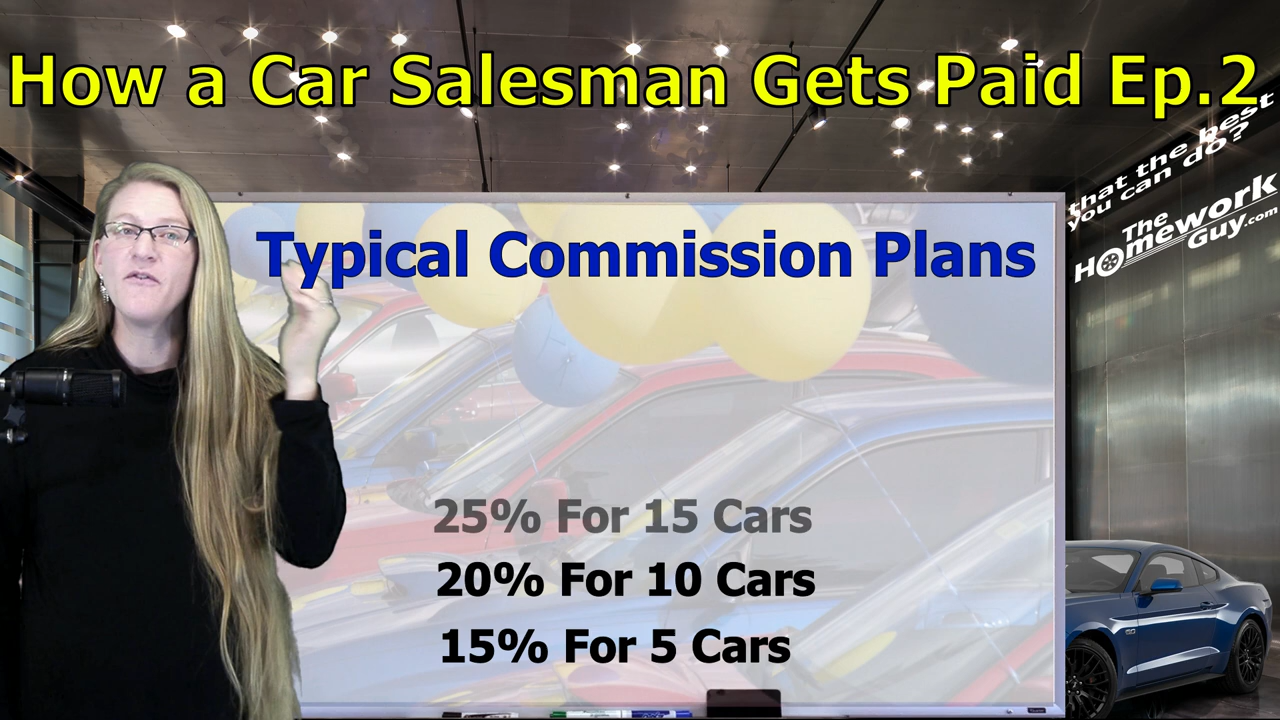 How a Car Salesman Gets Paid Ep.2
that the best
you can do?
The
Homework
Guy.com
Typical Commission Plans
25% For 15 Cars
20% For 10 Cars
15% For 5 Cars